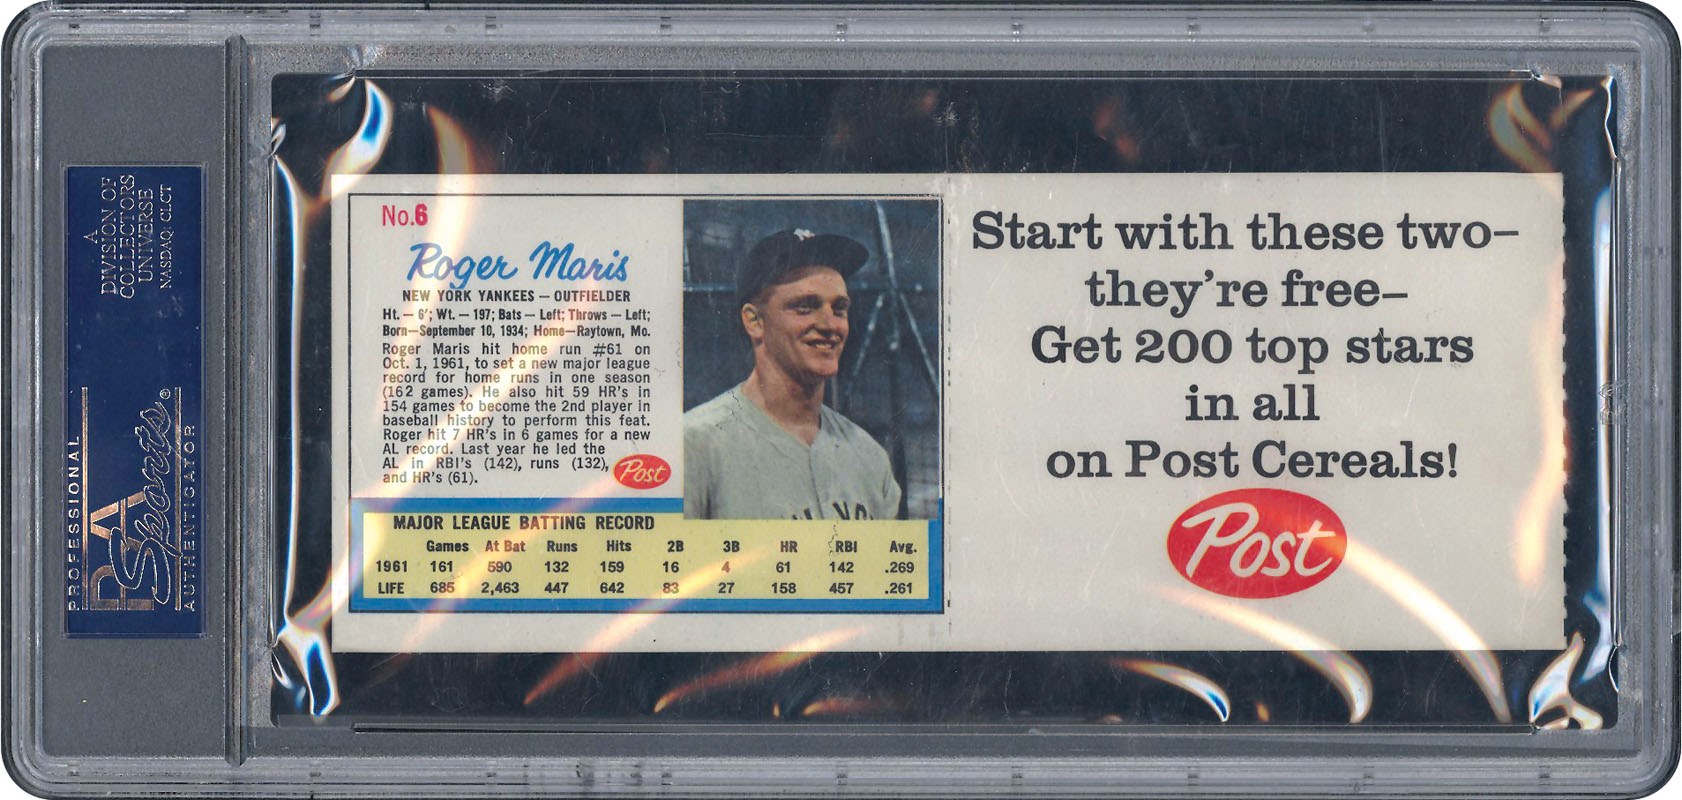 A
DIVISION OF
COLLECTORS
UNIVERSE
NASDAQ: CLCT
PROFESSIONAL
PSA
Sports®
AUTHENTICATOR
No.6
Roger Maris
NEW YORK YANKEES — OUTFIELDER
Ht. — 6'; Wt. — 197; Bats — Left; Throws — Left;
Born—September 10, 1934; Home—Raytown, Mo.
Roger Maris hit home run #61 on
Oct. 1, 1961, to set a new major league
record for home runs in one season
(162 games). He also hit 59 HR's in
154 games to become the 2nd player in
baseball history to perform this feat.
Roger hit 7 HR's in 6 games for a new
AL record. Last year he led the
AL in RBI's (142), runs (132),
and HR's (61).
Post
MAJOR LEAGUE BATTING RECORD
Games At Bat Runs Hits 2B 3B HR RBI Avg.
1961 161 590 132 159 16 4 61 142 .269
LIFE 685 2,463 447 642 83 27 158 457 .261
Start with these two–
they're free–
Get 200 top stars
in all
on Post Cereals!
Post